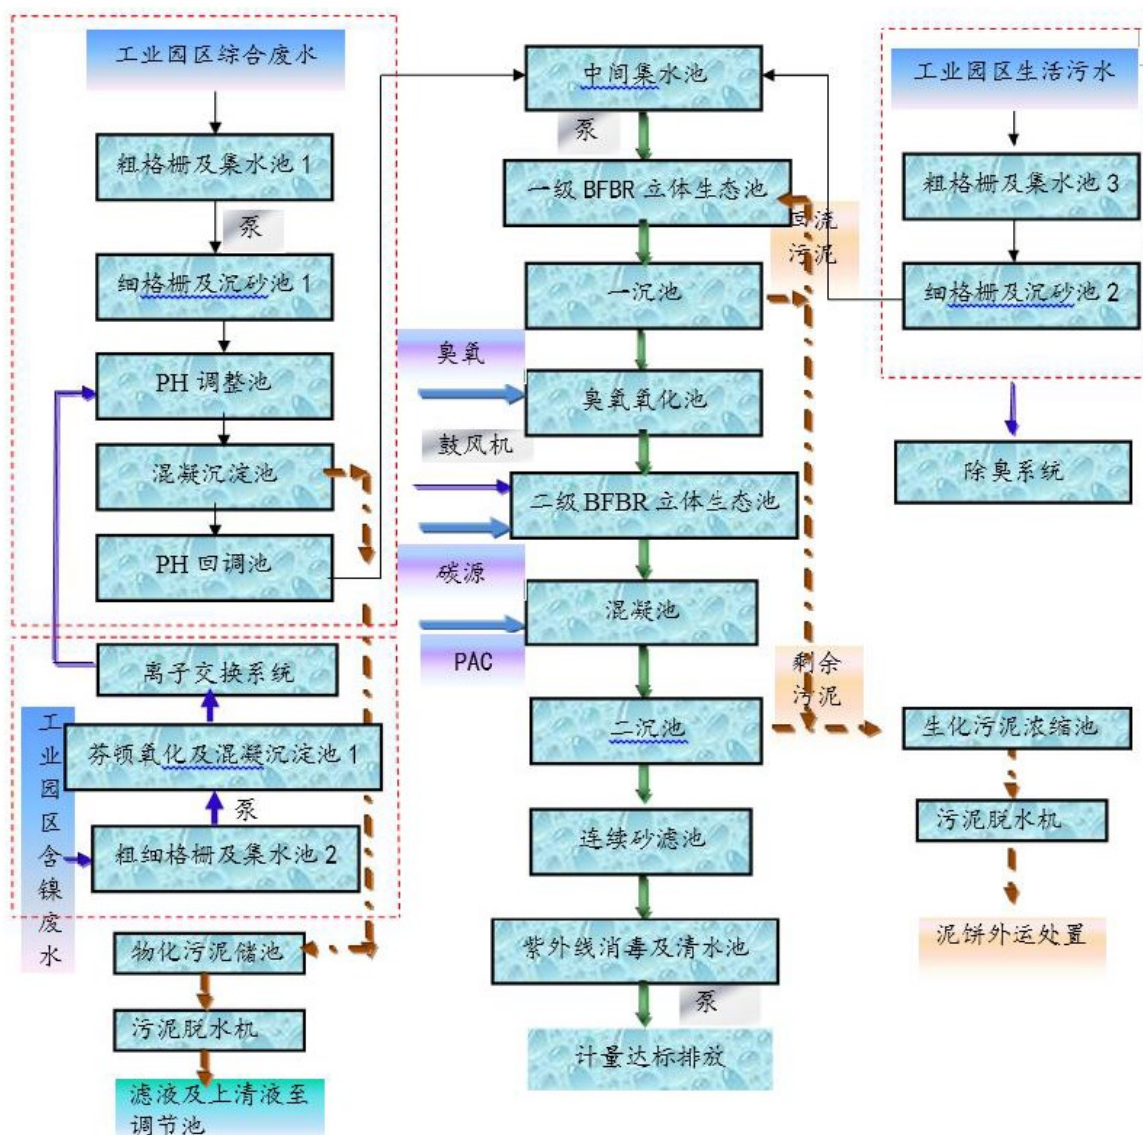 工业园区综合废水
粗格栅及集水池1
泵
细格栅及沉砂池1
PH 调整池
混凝沉淀池
PH 回调池
离子交换系统
芬顿氧化及混凝沉淀池1
泵
粗细格栅及集水池2
工业园区含镍废水
物化污泥储池
污泥脱水机
滤液及上清液至
调节池
中间集水池
泵
一级BFBR立体生态池
回流
污泥
一沉池
臭氧
臭氧氧化池
鼓风机
二级BFBR立体生态池
碳源
混凝池
PAC
剩余
污泥
二沉池
连续砂滤池
紫外线消毒及清水池
泵
计量达标排放
工业园区生活污水
粗格栅及集水池3
细格栅及沉砂池2
除臭系统
生化污泥浓缩池
污泥脱水机
泥饼外运处置